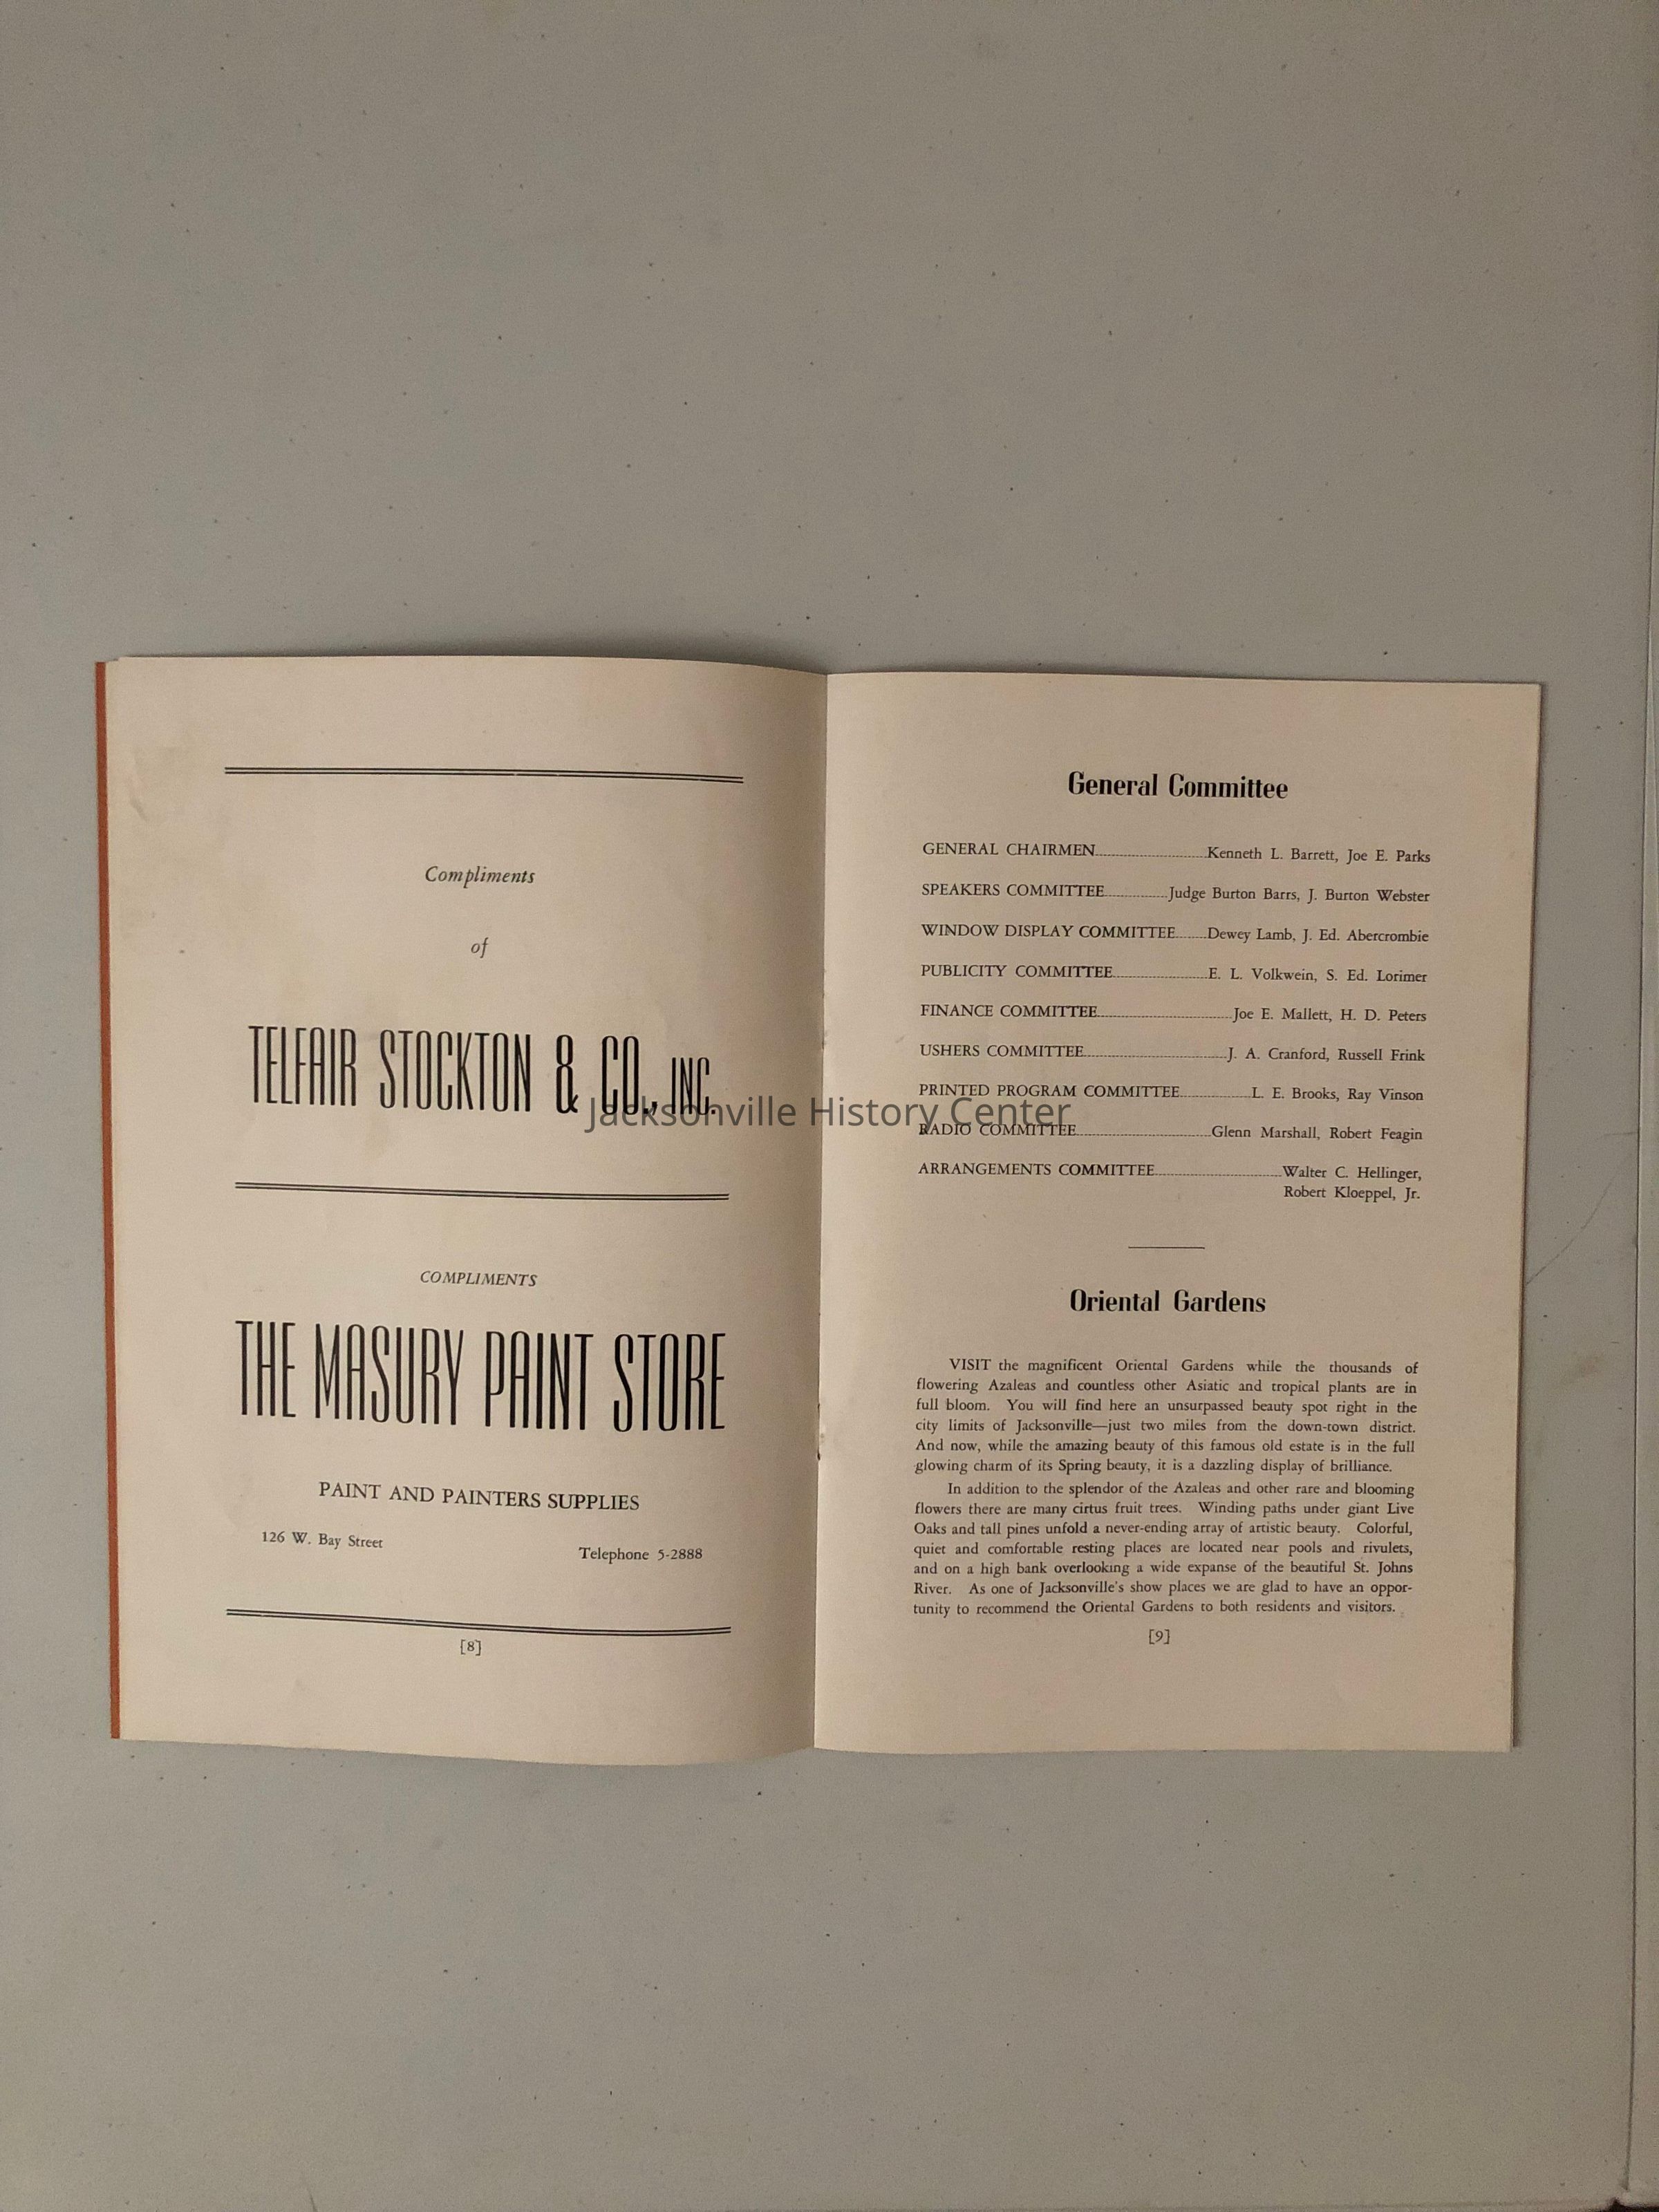 Compliments
of
TELFAIR STOCKTON & CO., INC.
COMPLIMENTS
THE MASURY PAINT STORE
PAINT AND PAINTERS SUPPLIES
126 W. Bay Street
Telephone 5-2888
[8]
General Committee
GENERAL CHAIRMEN....................Kenneth L. Barrett, Joe E. Parks
SPEAKERS COMMITTEE...............Judge Burton Barrs, J. Burton Webster
WINDOW DISPLAY COMMITTEE........Dewey Lamb, J. Ed. Abercrombie
PUBLICITY COMMITTEE....................E. L. Volkwein, S. Ed. Lorimer
FINANCE COMMITTEE.........................Joe E. Mallett, H. D. Peters
USHERS COMMITTEE..........................J. A. Cranford, Russell Frink
PRINTED PROGRAM COMMITTEE...............L. E. Brooks, Ray Vinson
RADIO COMMITTEE.........................Glenn Marshall, Robert Feagin
ARRANGEMENTS COMMITTEE.........................Walter C. Hellinger,
Robert Kloeppel, Jr.
Oriental Gardens
VISIT the magnificent Oriental Gardens while the thousands of
flowering Azaleas and countless other Asiatic and tropical plants are in
full bloom. You will find here an unsurpassed beauty spot right in the
city limits of Jacksonville—just two miles from the down-town district.
And now, while the amazing beauty of this famous old estate is in the full
glowing charm of its Spring beauty, it is a dazzling display of brilliance.
In addition to the splendor of the Azaleas and other rare and blooming
flowers there are many cirtus fruit trees. Winding paths under giant Live
Oaks and tall pines unfold a never-ending array of artistic beauty. Colorful,
quiet and comfortable resting places are located near pools and rivulets,
and on a high bank overlooking a wide expanse of the beautiful St. Johns
River. As one of Jacksonville's show places we are glad to have an oppor-
tunity to recommend the Oriental Gardens to both residents and visitors.
[9]
Jacksonville History Center